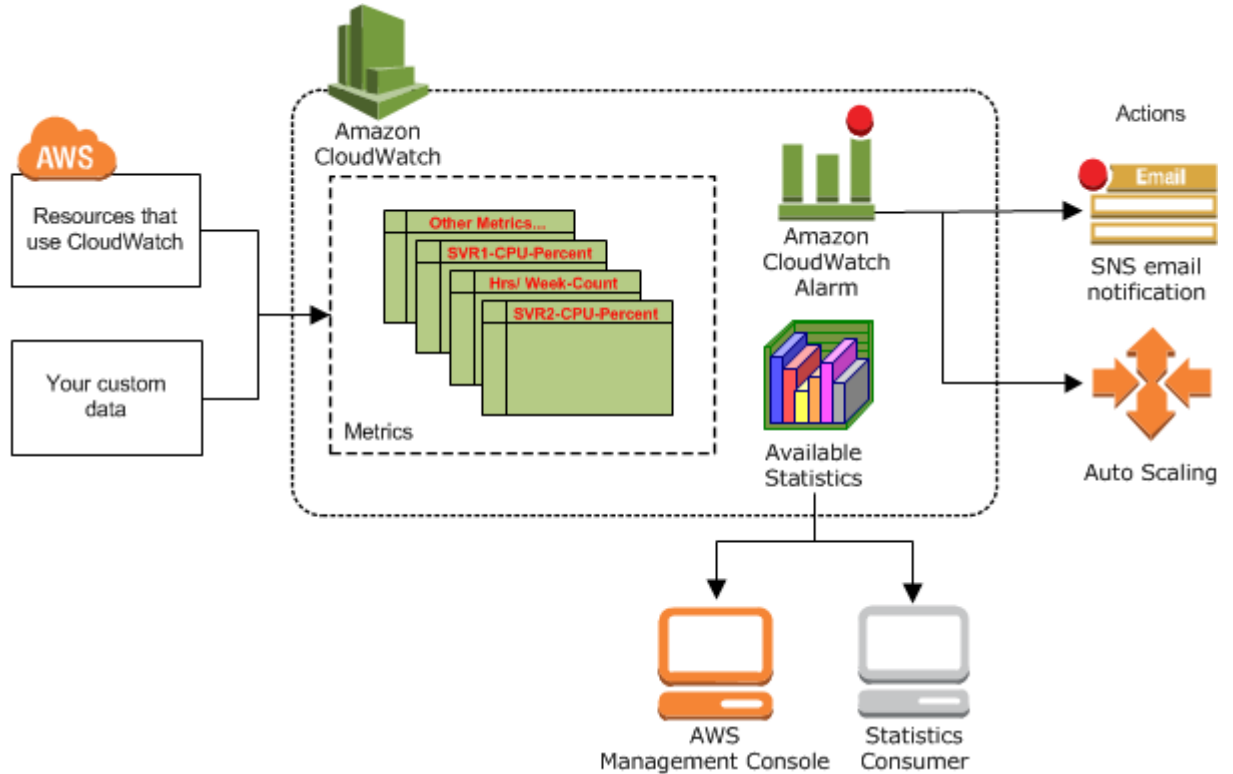 Amazon
CloudWatch
AWS
Resources that
use CloudWatch
Your custom
data
Other Metrics...
SVR1-CPU-Percent
Hrs/ Week-Count
SVR2-CPU-Percent
Metrics
Amazon
CloudWatch
Alarm
Available
Statistics
Actions
Email
SNS email
notification
Auto Scaling
AWS
Management Console
Statistics
Consumer